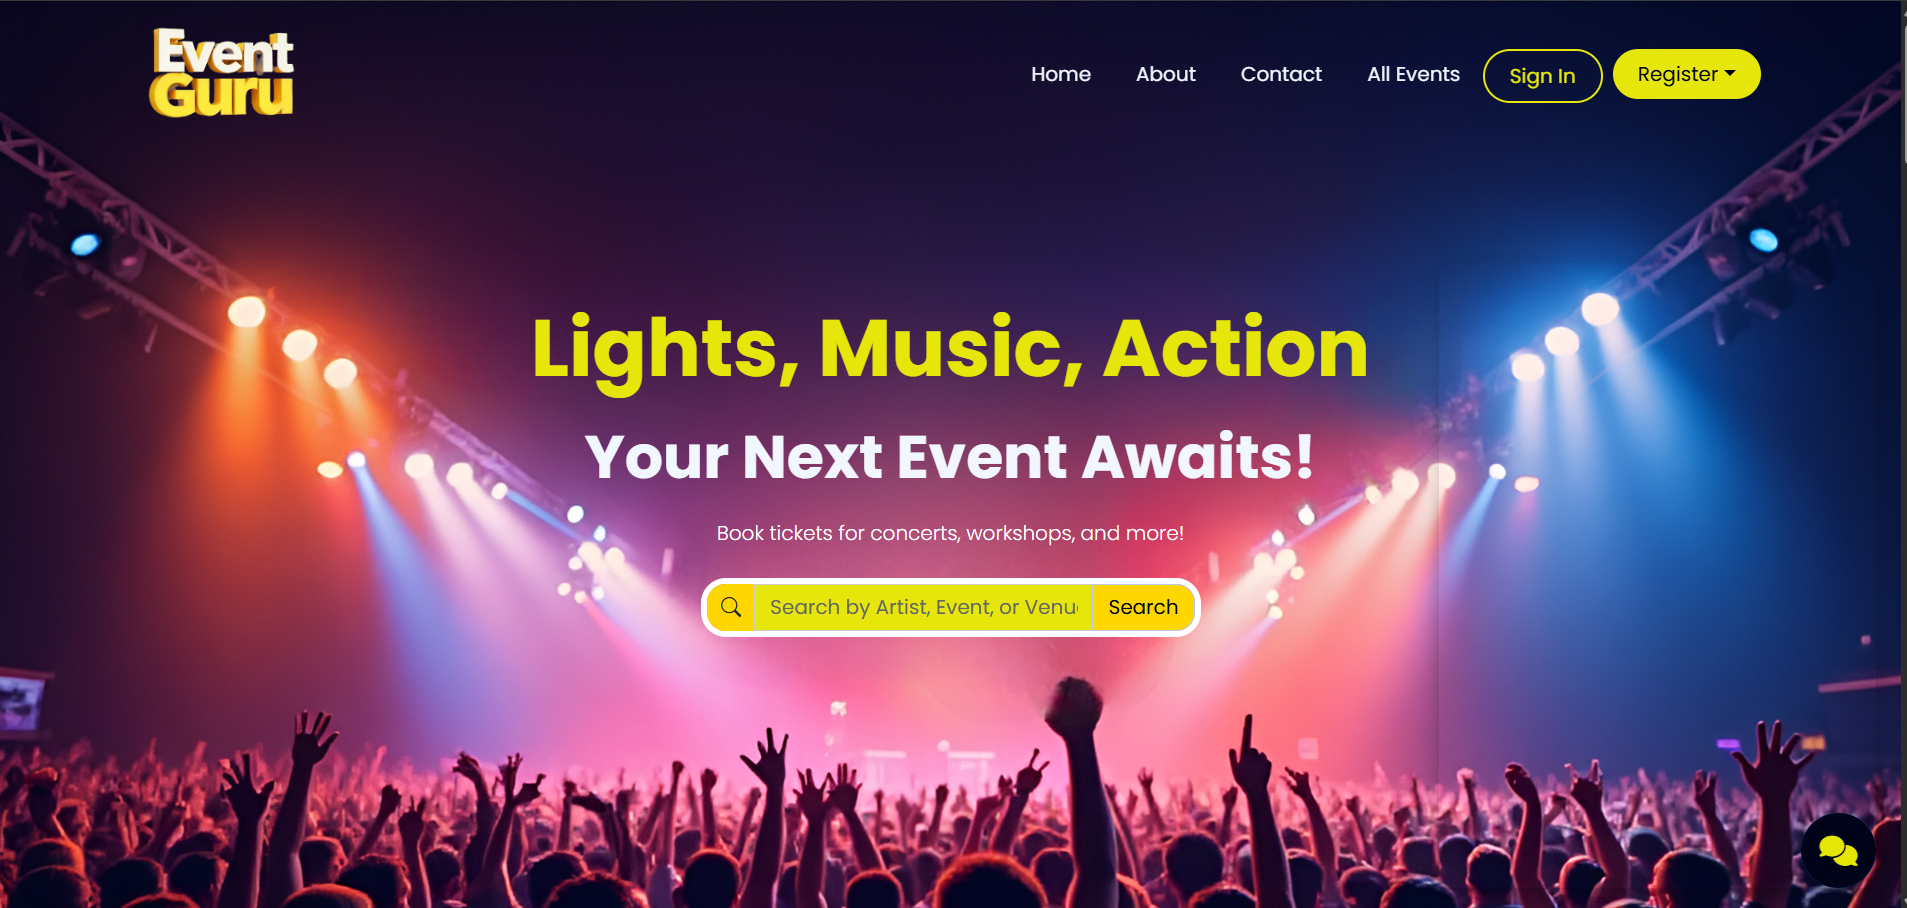 Event
Guru
Home
About
Contact
All Events
Sign In
Register
Lights, Music, Action
Your Next Event Awaits!
Book tickets for concerts, workshops, and more!
Search by Artist, Event, or Venu
Search